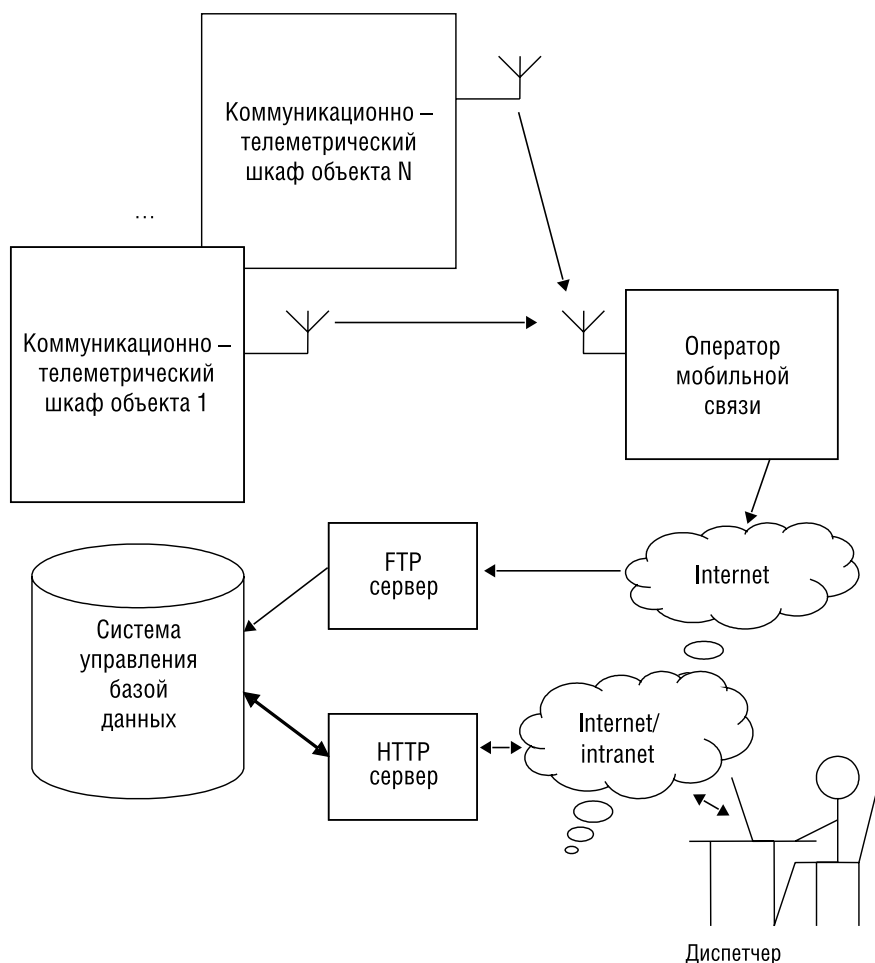 Коммуникационно –
телеметрический
шкаф объекта N
...
Коммуникационно –
телеметрический
шкаф объекта 1
Оператор
мобильной
связи
FTP
сервер
Internet
Система
управления
базой
данных
HTTP
сервер
Internet/
intranet
Диспетчер